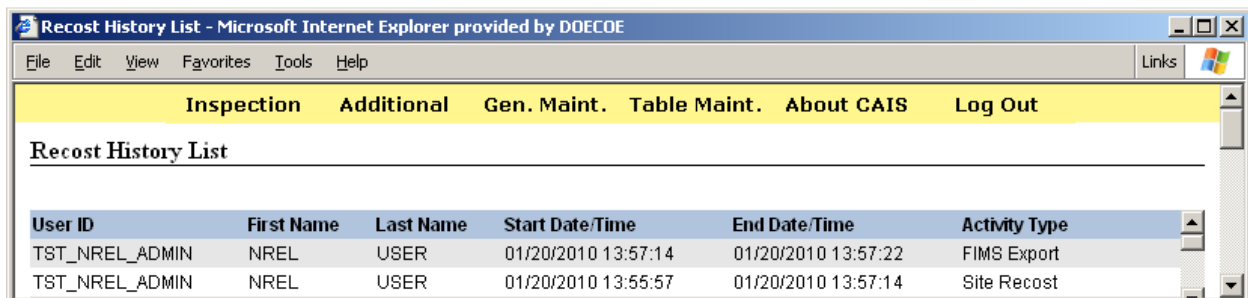 Recost History List - Microsoft Internet Explorer provided by DOECOE
File Edit View Favorites Tools Help Links
Inspection Additional Gen. Maint. Table Maint. About CAIS Log Out
Recost History List
User ID First Name Last Name Start Date/Time End Date/Time Activity Type
TST_NREL_ADMIN NREL USER 01/20/2010 13:57:14 01/20/2010 13:57:22 FIMS Export
TST_NREL_ADMIN NREL USER 01/20/2010 13:55:57 01/20/2010 13:57:14 Site Recost